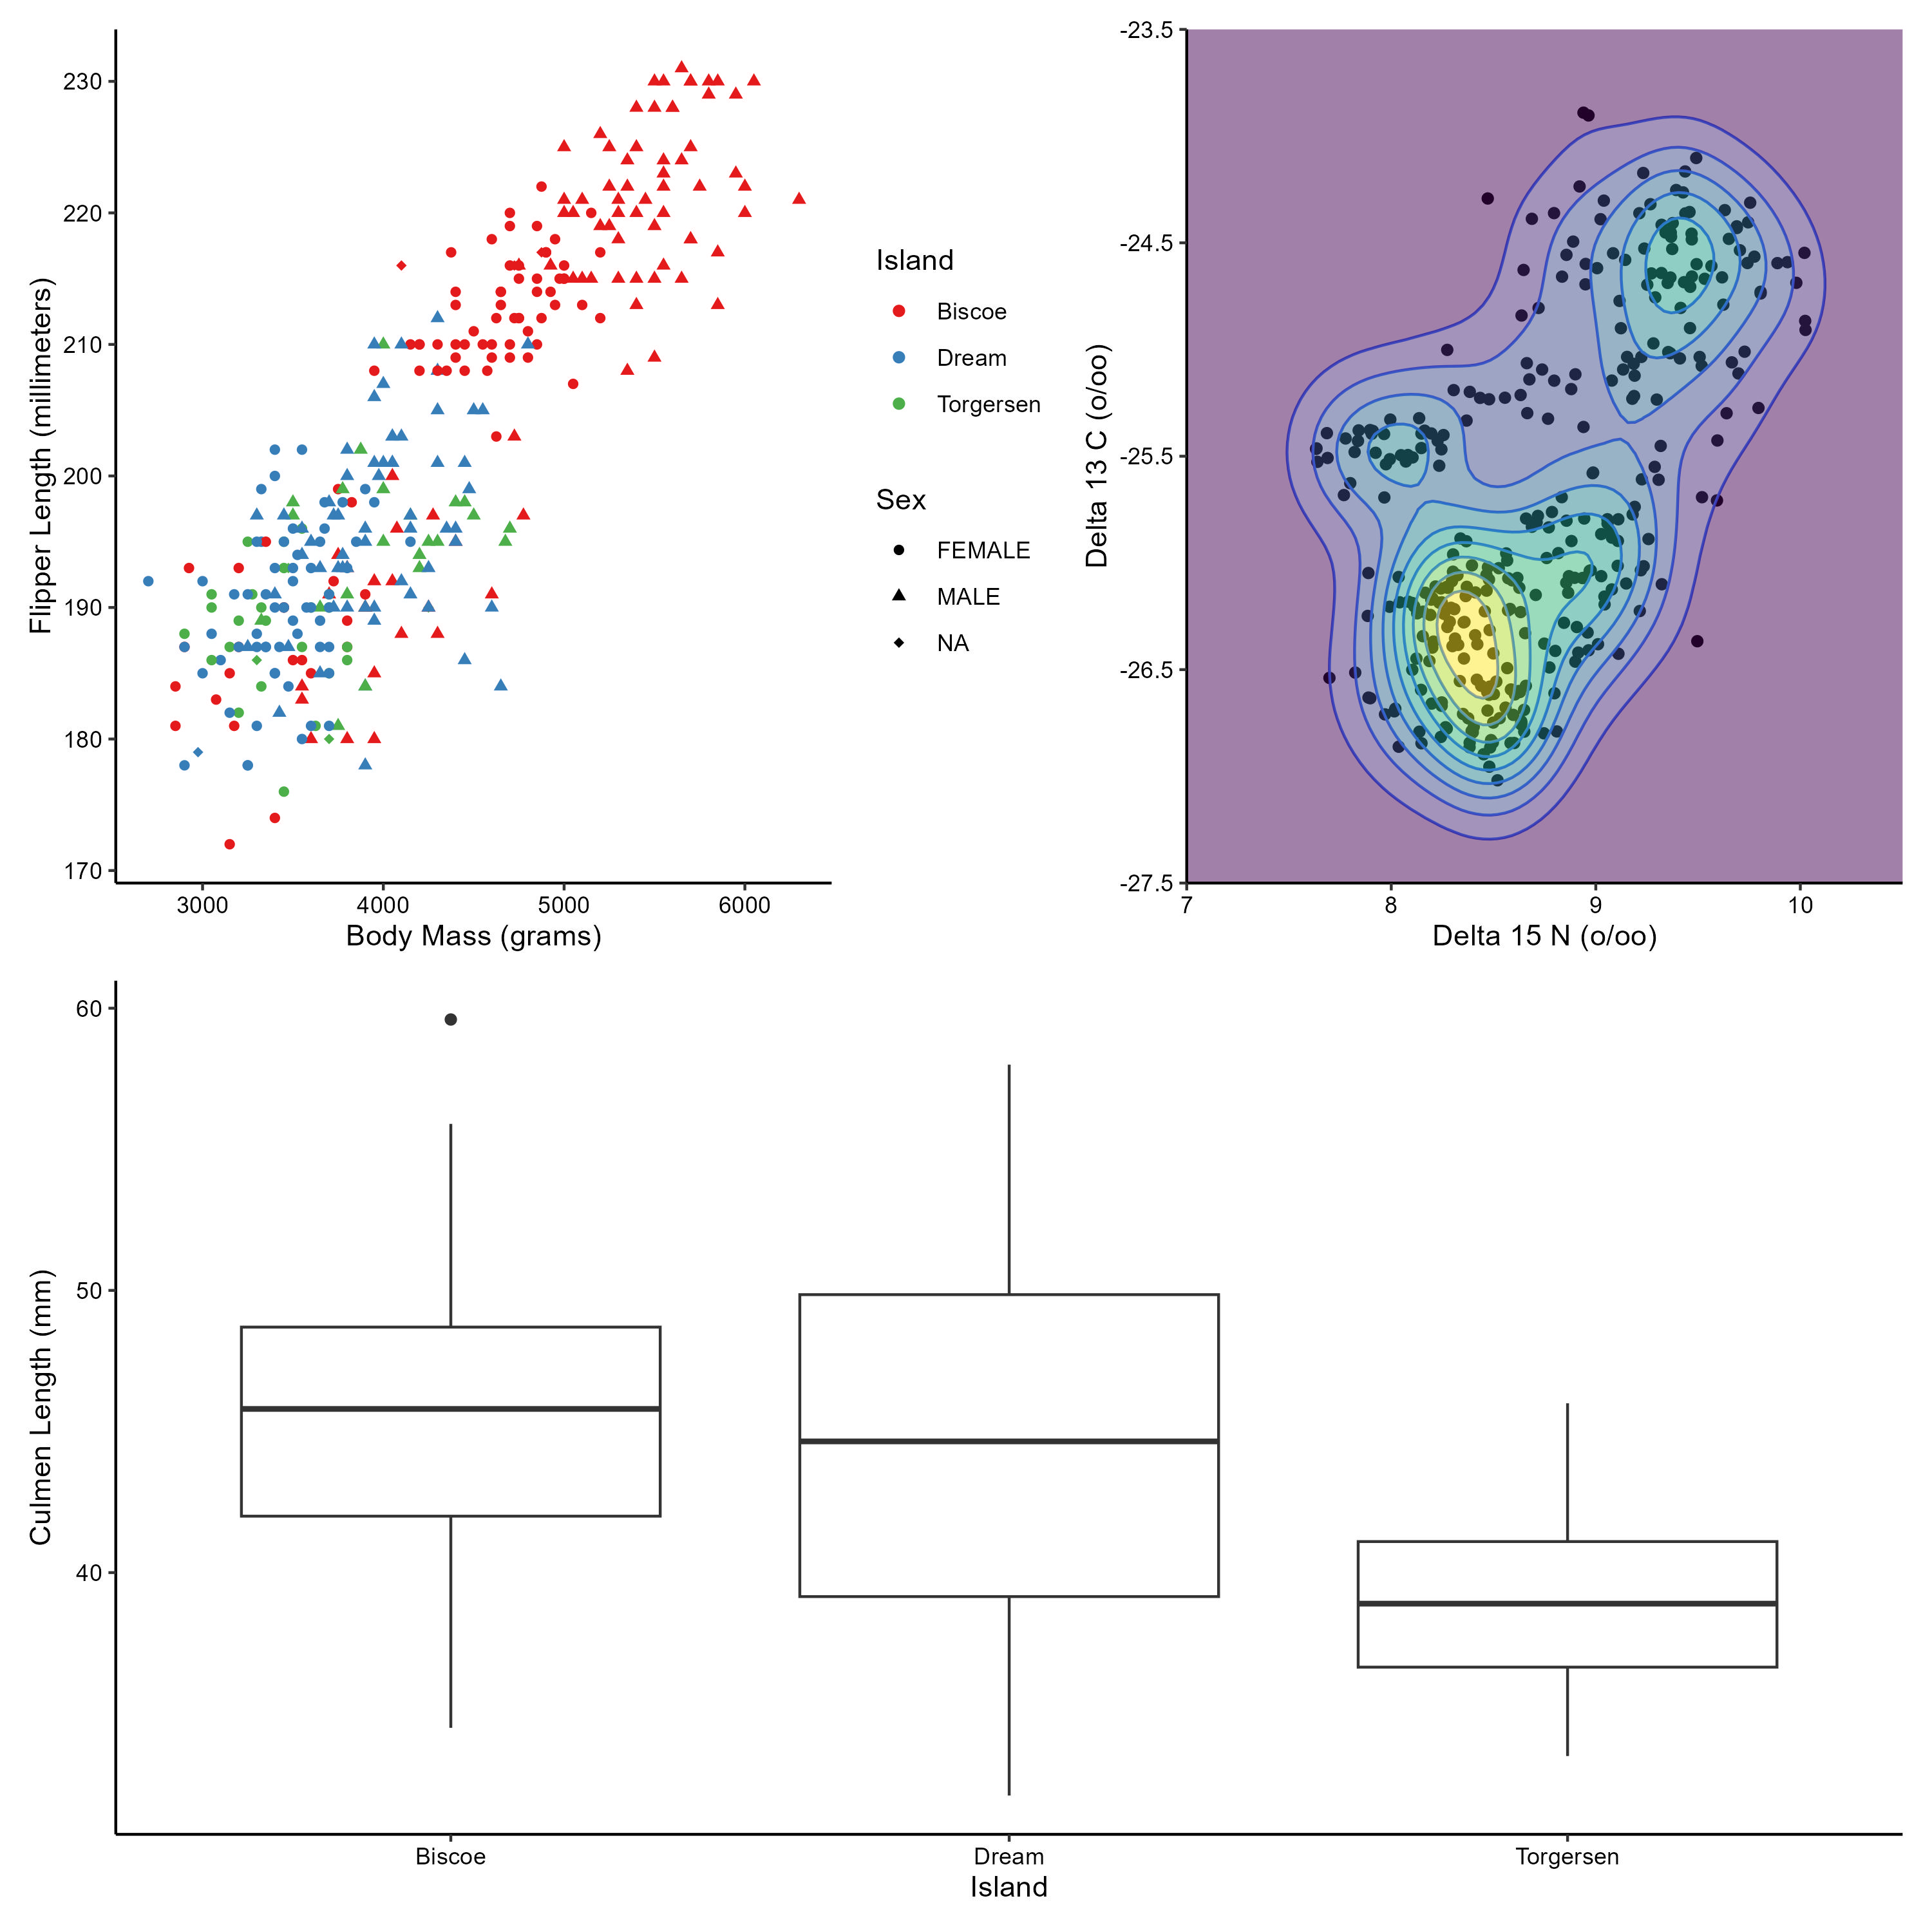 230
220
210
200
190
180
170
Flipper Length (millimeters)
3000 4000 5000 6000
Body Mass (grams)
Island
Biscoe
Dream
Torgersen
Sex
FEMALE
MALE
NA
-23.5
-24.5
-25.5
-26.5
-27.5
Delta 13 C (o/oo)
7 8 9 10
Delta 15 N (o/oo)
60
50
40
Culmen Length (mm)
Biscoe Dream Torgersen
Island